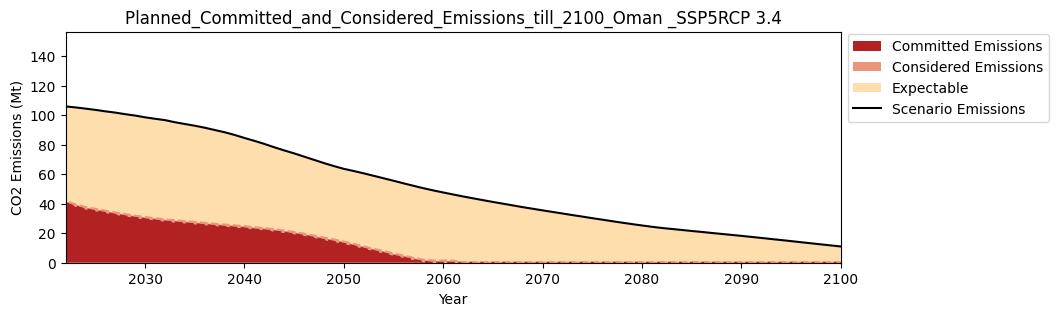 Planned_Committed_and_Considered_Emissions_till_2100_Oman _SSP5RCP 3.4
CO2 Emissions (Mt)
140
120
100
80
60
40
20
0
2030 2040 2050 2060 2070 2080 2090 2100
Year
Committed Emissions
Considered Emissions
Expectable
Scenario Emissions